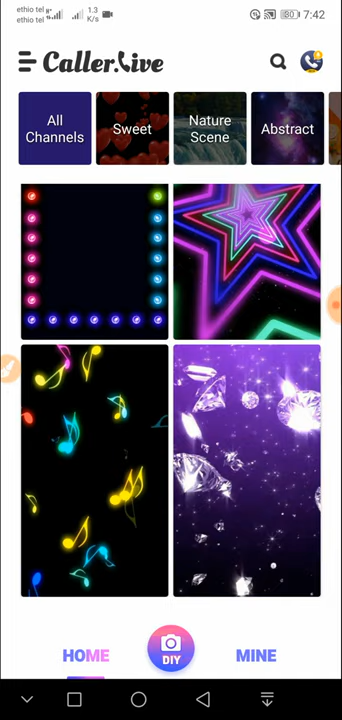 ethio tel
ethio tel
1.3
K/s
80
7:42
Caller.Live
All
Channels
Sweet
Nature
Scene
Abstract
HOME
DIY
MINE